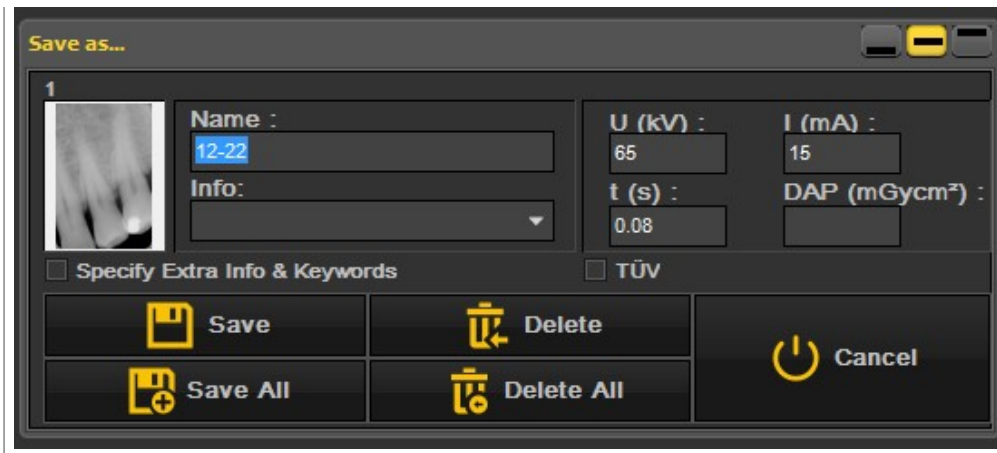 Save as...
1
Name :
12-22
Info:
U (kV) :
65
I (mA) :
15
t (s) :
0.08
DAP (mGycm²) :
Specify Extra Info & Keywords
TÜV
Save
Delete
Cancel
Save All
Delete All